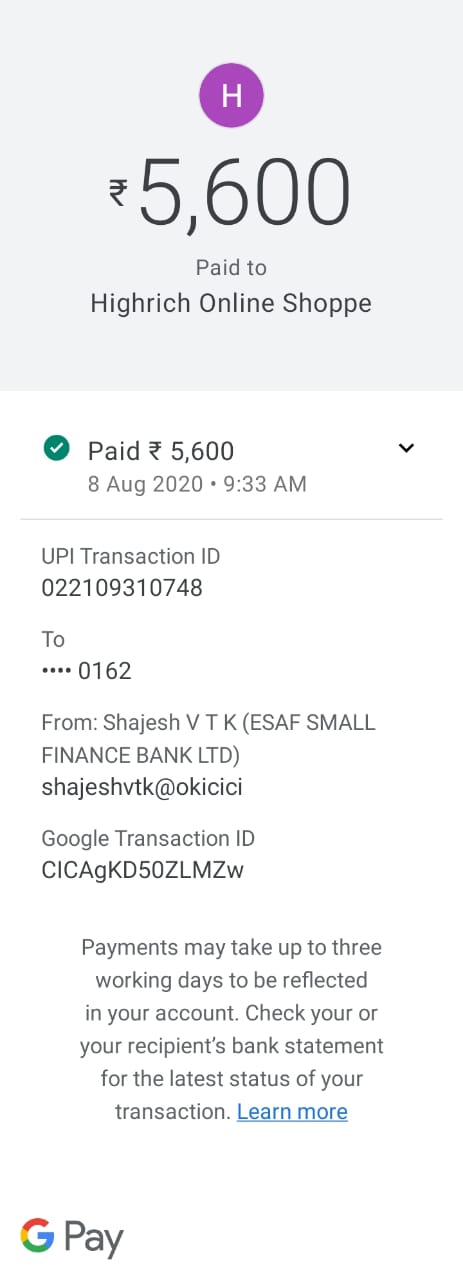 H
₹5,600
Paid to
Highrich Online Shoppe
Paid ₹ 5,600
8 Aug 2020 • 9:33 AM
UPI Transaction ID
022109310748
To
•••• 0162
From: Shajesh V T K (ESAF SMALL
FINANCE BANK LTD)
shajeshvtk@okicici
Google Transaction ID
CICAgKD50ZLMZw
Payments may take up to three
working days to be reflected
in your account. Check your or
your recipient's bank statement
for the latest status of your
transaction. Learn more
G Pay